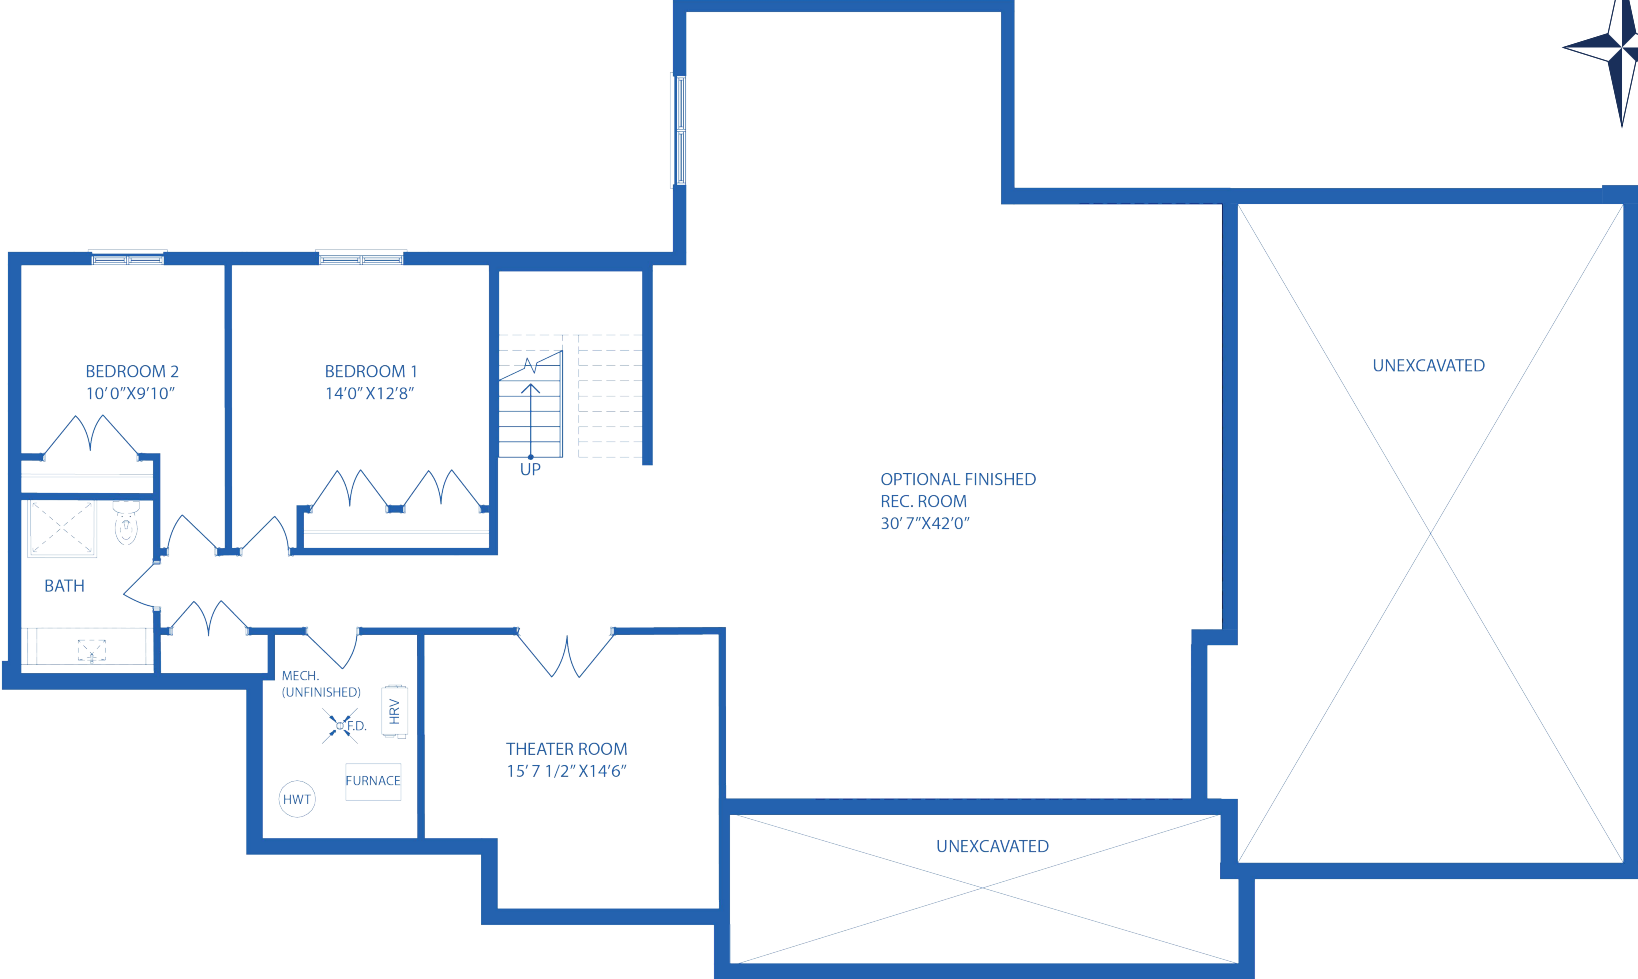 BEDROOM 2
10' 0"X9'10"
BEDROOM 1
14'0" X12'8"
UP
UNEXCAVATED
OPTIONAL FINISHED
REC. ROOM
30' 7"X42'0"
BATH
MECH.
(UNFINISHED)
HRV
F.D.
FURNACE
HWT
THEATER ROOM
15' 7 1/2" X14'6"
UNEXCAVATED